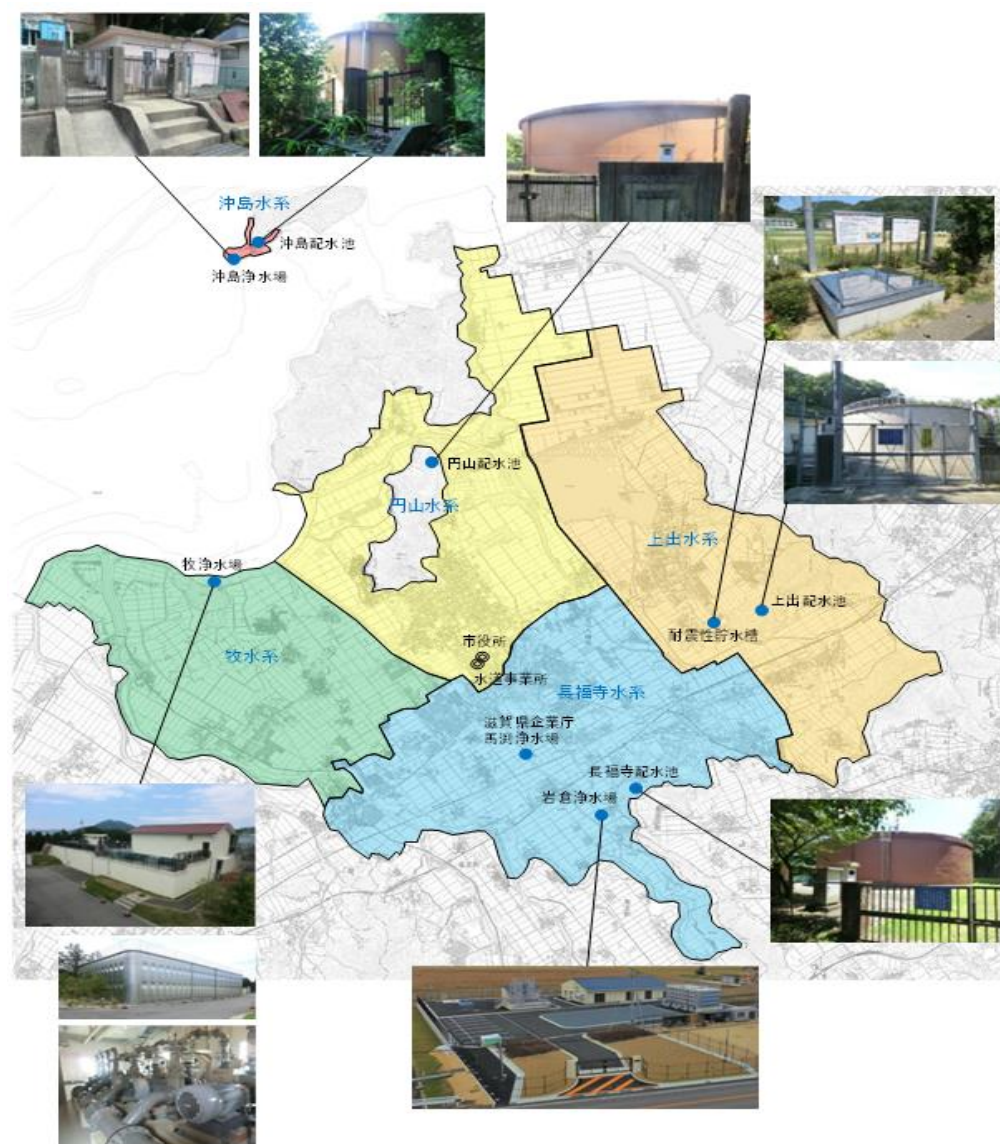 沖島水系
沖島配水池
沖島浄水場
円山配水池
円山水系
上出水系
牧浄水場
上出配水池
耐震性貯水槽
市役所
牧水系
水道事業所
長福寺水系
滋賀県企業庁
馬渕浄水場
長福寺配水池
岩倉浄水場